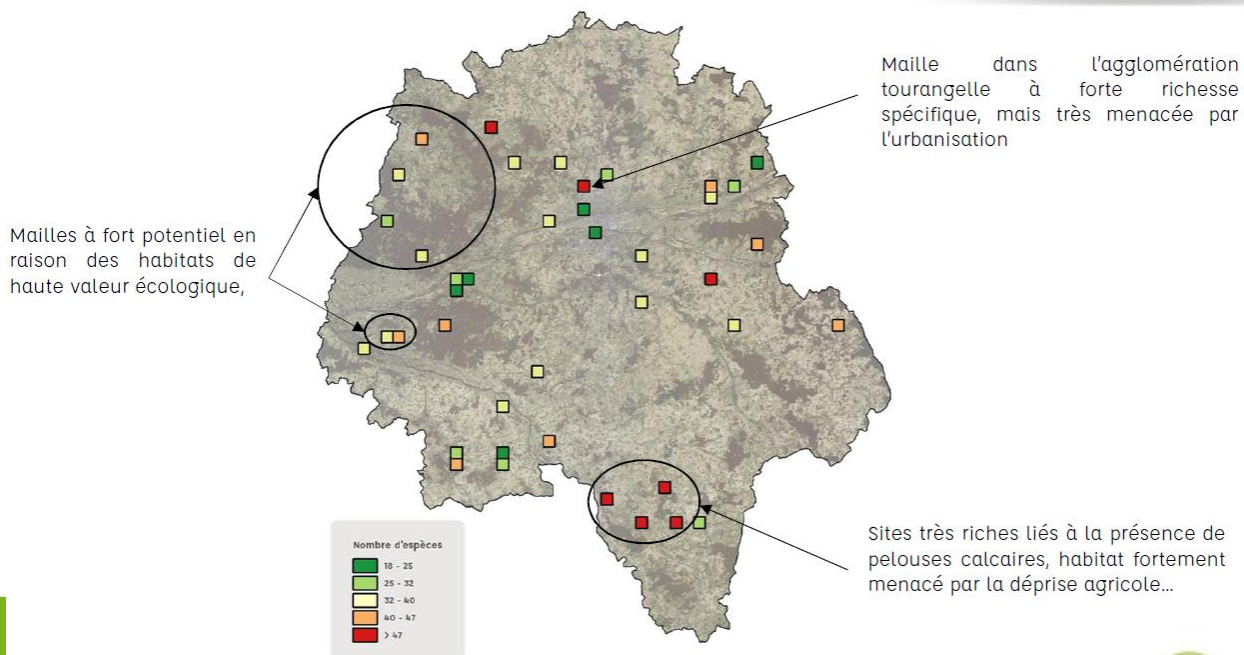 Maille dans l'agglomération
tourangelle à forte richesse
spécifique, mais très menacée par
l'urbanisation
Mailles à fort potentiel en
raison des habitats de
haute valeur écologique,
Sites très riches liés à la présence de
pelouses calcaires, habitat fortement
menacé par la déprise agricole...
Nombre d'espèces
18 - 25
25 - 32
32 - 40
40 - 47
> 47